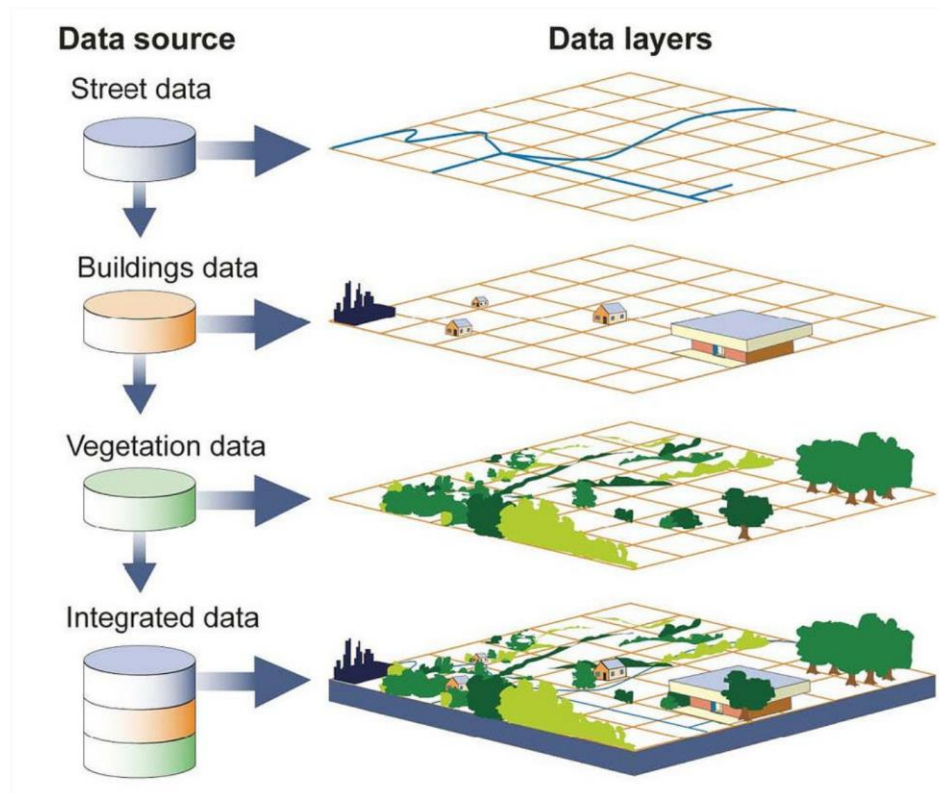 Data source
Data layers
Street data
Buildings data
Vegetation data
Integrated data